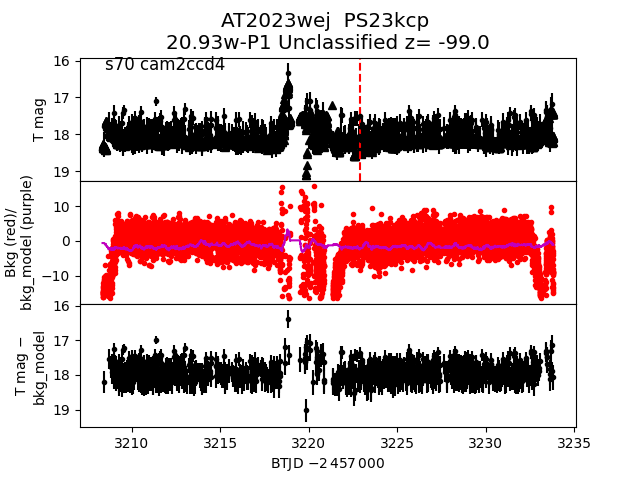 AT2023wej PS23kcp
20.93w-P1 Unclassified z= -99.0
s70 cam2ccd4
16
17
18
19
T mag
10
0
−10
Bkg (red)/
bkg_model (purple)
16
17
18
19
T mag −
bkg_model
3210 3215 3220 3225 3230 3235
BTJD −2 457 000